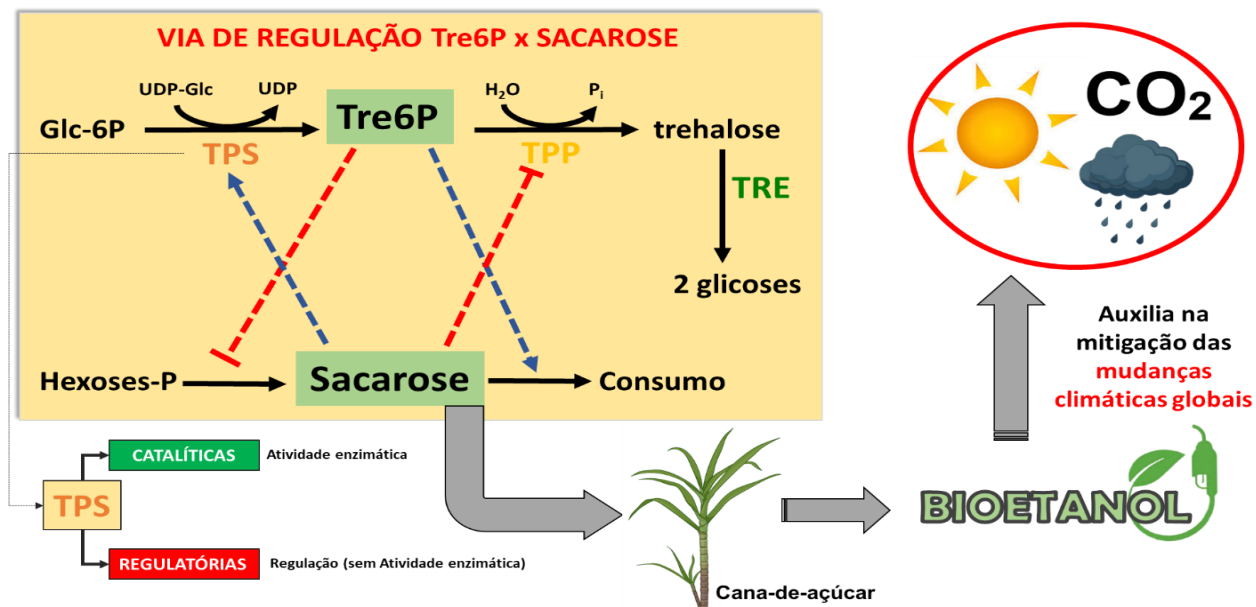 VIA DE REGULAÇÃO Tre6P x SACAROSE
UDP-Glc UDP H₂O Pᵢ
Glc-6P Tre6P trehalose
TPS TPP
TRE
2 glicoses
Hexoses-P Sacarose Consumo
CO₂
Auxilia na
mitigação das
mudanças
climáticas globais
CATALÍTICAS Atividade enzimática
TPS
REGULATÓRIAS Regulação (sem Atividade enzimática)
Cana-de-açúcar
BIOETANOL